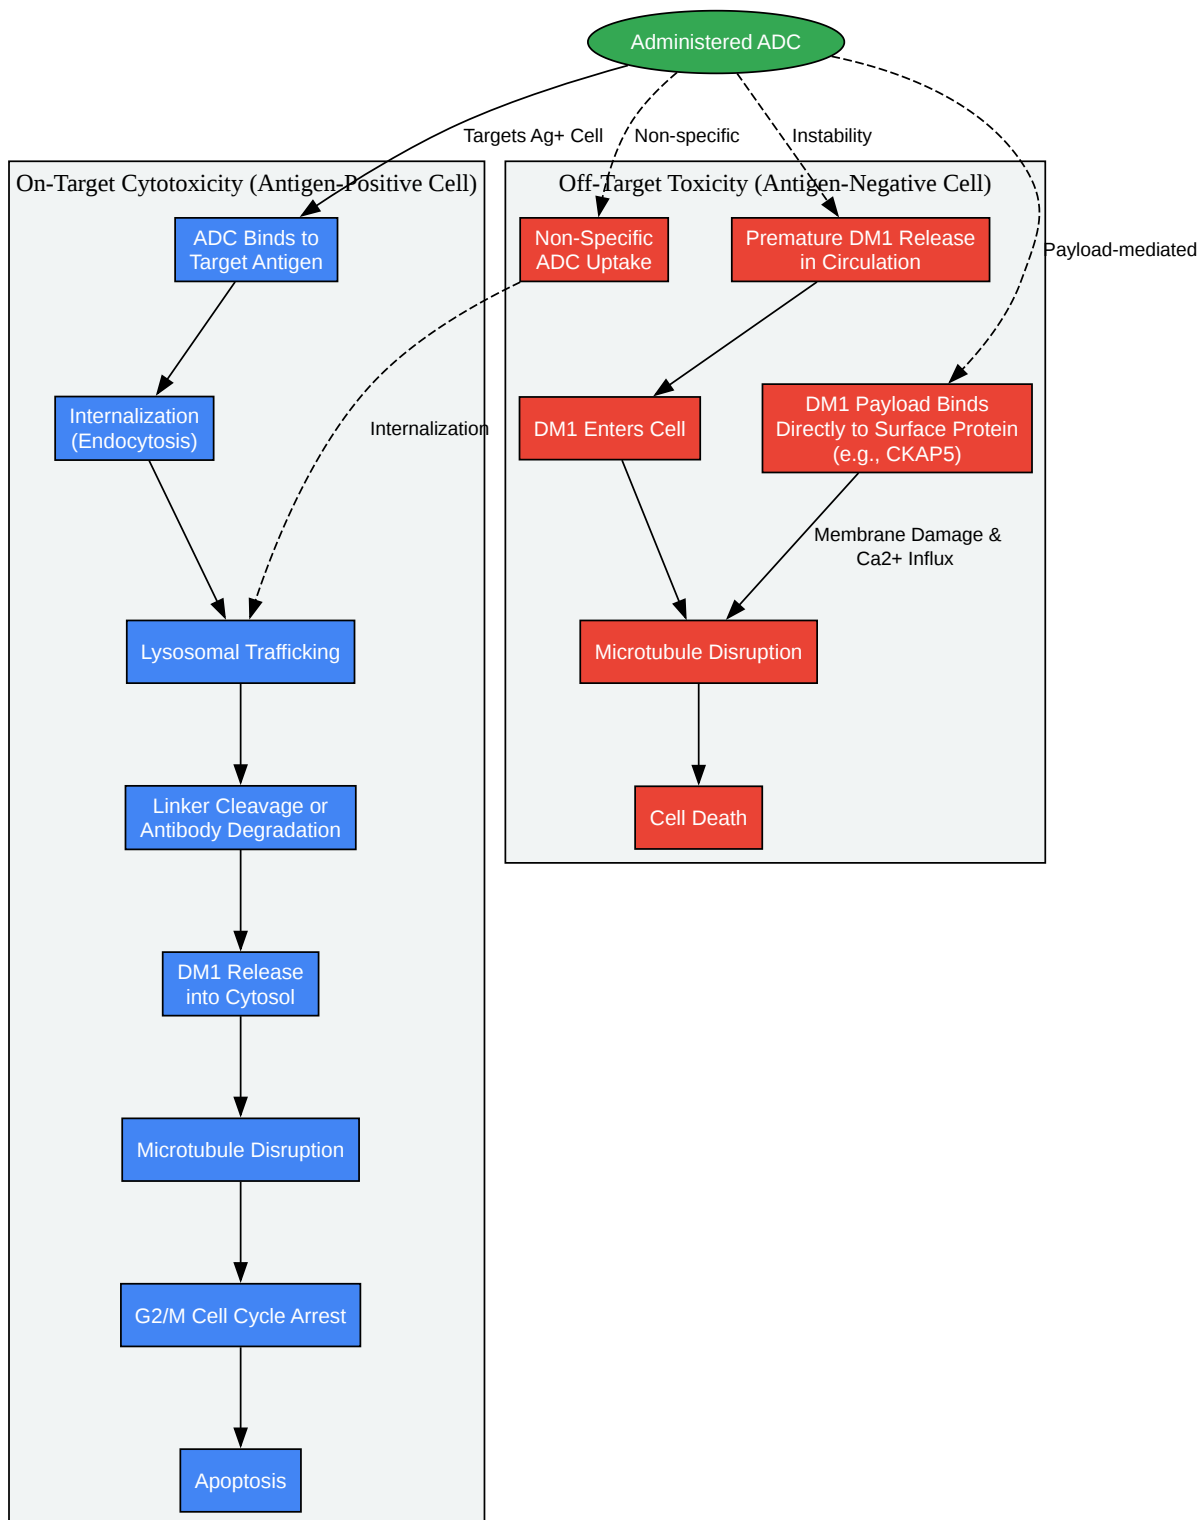 Administered ADC
Targets Ag+ Cell
Non-specific
Instability
On-Target Cytotoxicity (Antigen-Positive Cell)
Off-Target Toxicity (Antigen-Negative Cell)
ADC Binds to
Target Antigen
Non-Specific
ADC Uptake
Premature DM1 Release
in Circulation
Payload-mediated
Internalization
(Endocytosis)
Internalization
DM1 Enters Cell
DM1 Payload Binds
Directly to Surface Protein
(e.g., CKAP5)
Membrane Damage &
Ca2+ Influx
Lysosomal Trafficking
Microtubule Disruption
Linker Cleavage or
Antibody Degradation
Cell Death
DM1 Release
into Cytosol
Microtubule Disruption
G2/M Cell Cycle Arrest
Apoptosis